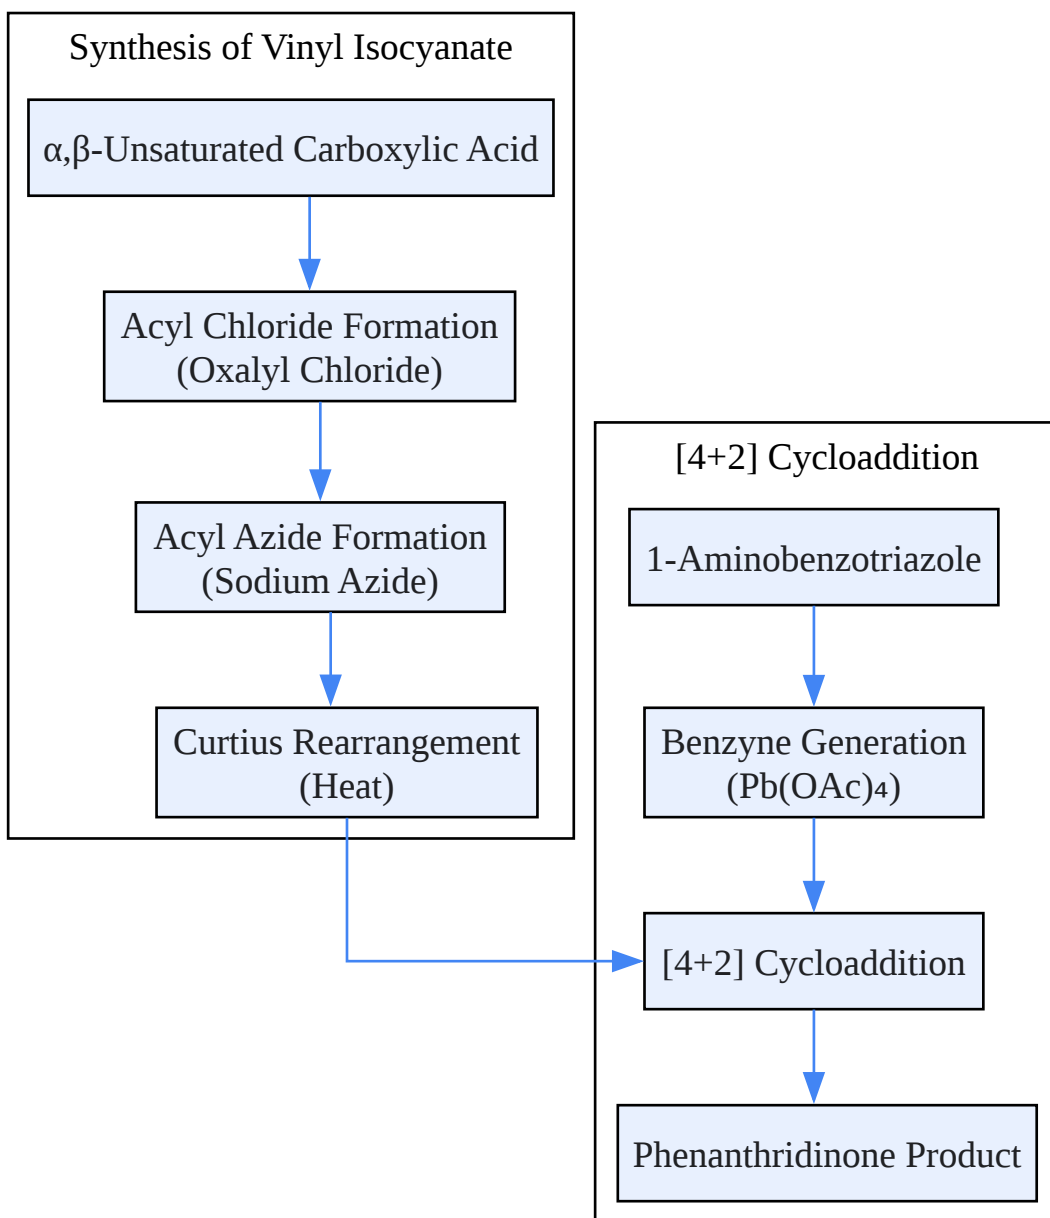 Synthesis of Vinyl Isocyanate
α,β-Unsaturated Carboxylic Acid
Acyl Chloride Formation
(Oxalyl Chloride)
Acyl Azide Formation
(Sodium Azide)
Curtius Rearrangement
(Heat)
[4+2] Cycloaddition
1-Aminobenzotriazole
Benzyne Generation
(Pb(OAc)₄)
[4+2] Cycloaddition
Phenanthridinone Product